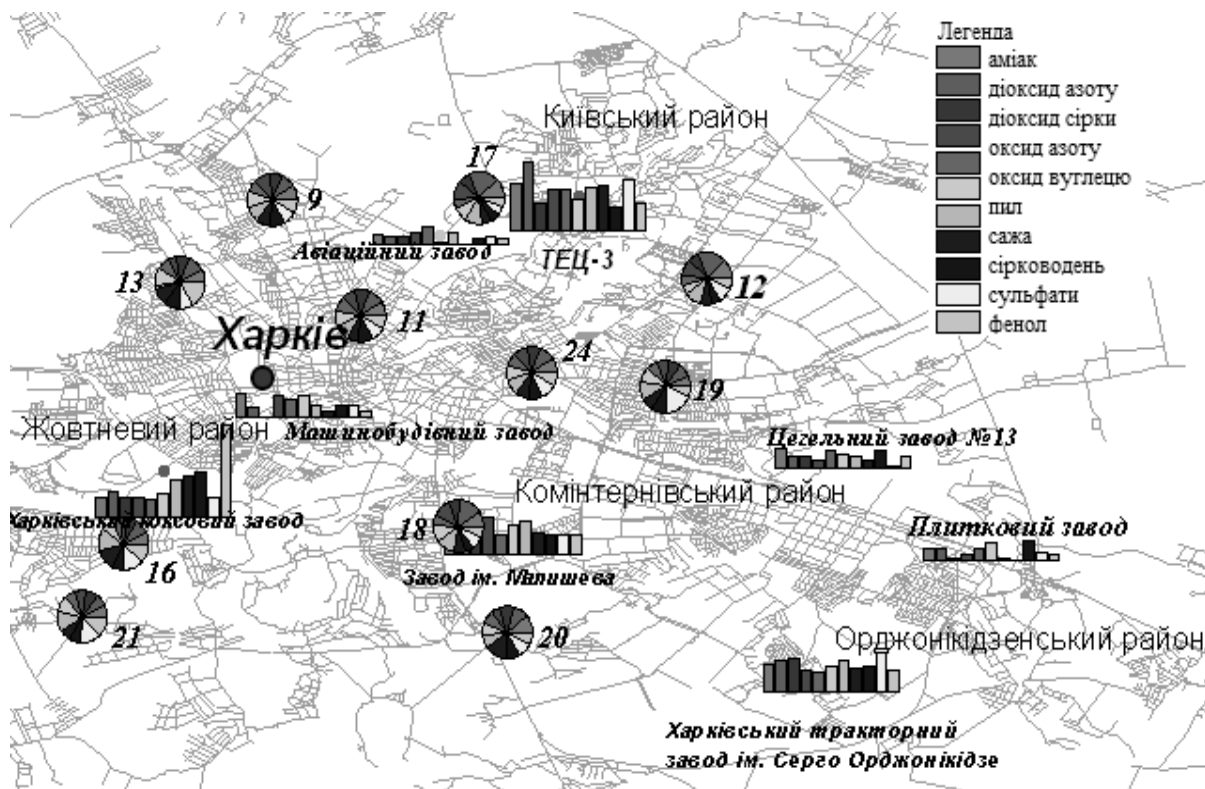 Легенда
аміак
діоксид азоту
діоксид сірки
оксид азоту
оксид вуглецю
пил
сажа
сірководень
сульфати
фенол
Київський район
17
9
Авіаційний завод
ТЕЦ-3
13
12
11
Харків
24
19
Жовтневий район
Машинобудівний завод
Цегельний завод №13
Комінтернівський район
Харківський коксовий завод
18
Плитковий завод
16
Завод ім. Малишева
21
20
Орджонікідзенський район
Харківський тракторний
завод ім. Серго Орджонікідзе